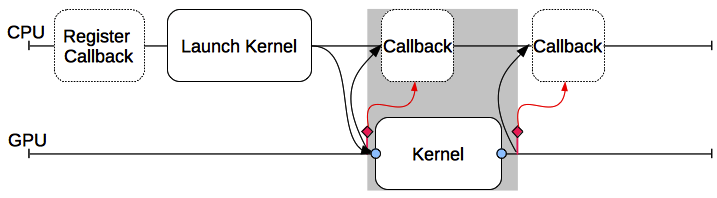 CPU
Register
Callback
Launch Kernel
Callback
Callback
GPU
Kernel